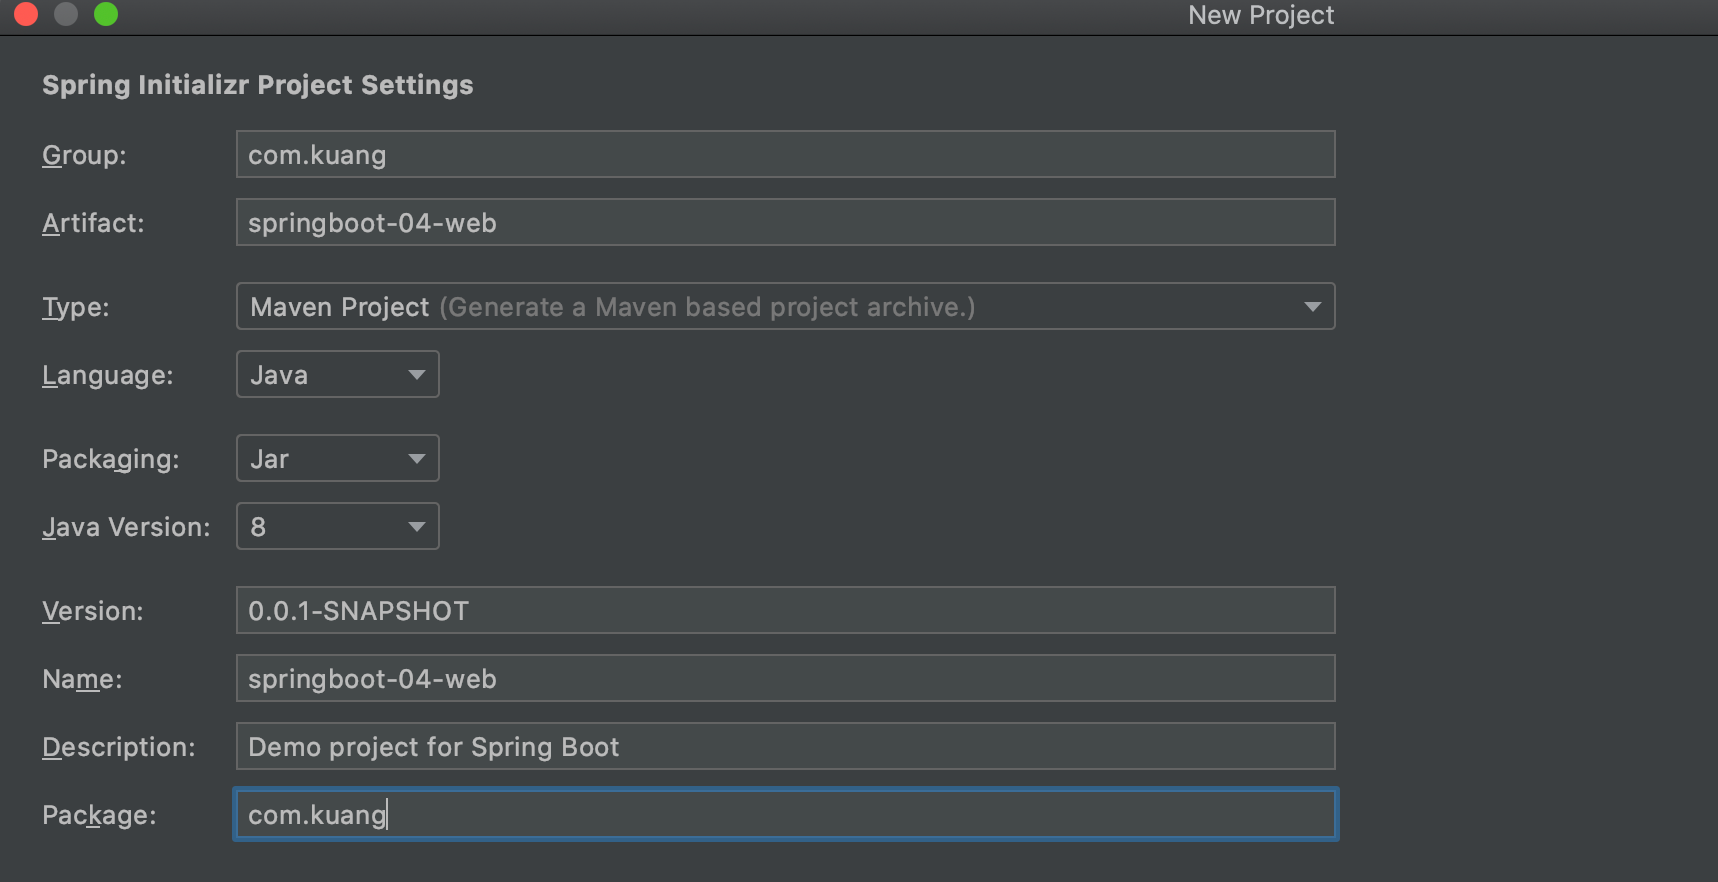 New Project
Spring Initializr Project Settings
Group: com.kuang
Artifact: springboot-04-web
Type: Maven Project (Generate a Maven based project archive.)
Language: Java
Packaging: Jar
Java Version: 8
Version: 0.0.1-SNAPSHOT
Name: springboot-04-web
Description: Demo project for Spring Boot
Package: com.kuang